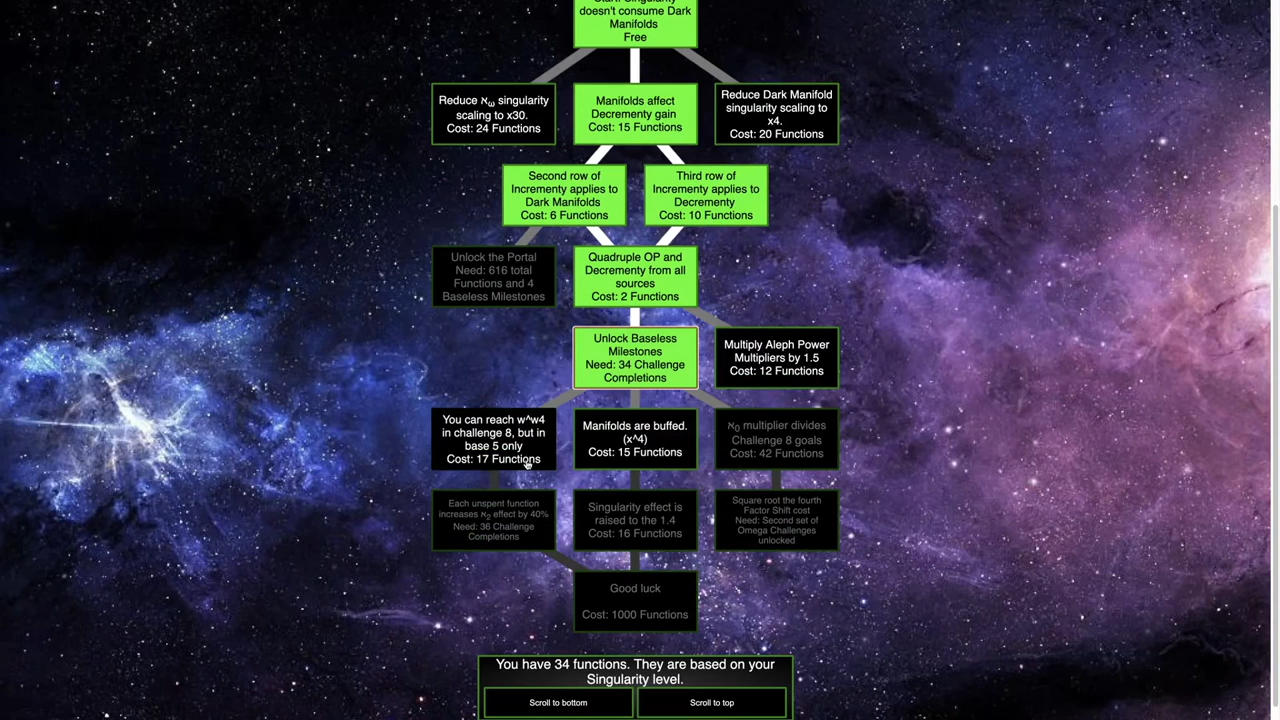 Start: Singularity
doesn't consume Dark
Manifolds
Free
Reduce ℵω singularity
scaling to x30.
Cost: 24 Functions
Manifolds affect
Decrementy gain
Cost: 15 Functions
Reduce Dark Manifold
singularity scaling to
x4.
Cost: 20 Functions
Second row of
Incrementy applies to
Dark Manifolds
Cost: 6 Functions
Third row of
Incrementy applies to
Decrementy
Cost: 10 Functions
Unlock the Portal
Need: 616 total
Functions and 4
Baseless Milestones
Quadruple OP and
Decrementy from all
sources
Cost: 2 Functions
Unlock Baseless
Milestones
Need: 34 Challenge
Completions
Multiply Aleph Power
Multipliers by 1.5
Cost: 12 Functions
You can reach w^w4
in challenge 8, but in
base 5 only
Cost: 17 Functions
Manifolds are buffed.
(x^4)
Cost: 15 Functions
ℵ0 multiplier divides
Challenge 8 goals
Cost: 42 Functions
Each unspent function
increases ℵ2 effect by 40%
Need: 36 Challenge
Completions
Singularity effect is
raised to the 1.4
Cost: 16 Functions
Square root the fourth
Factor Shift cost
Need: Second set of
Omega Challenges
unlocked
Good luck
Cost: 1000 Functions
You have 34 functions. They are based on your
Singularity level.
Scroll to bottom
Scroll to top